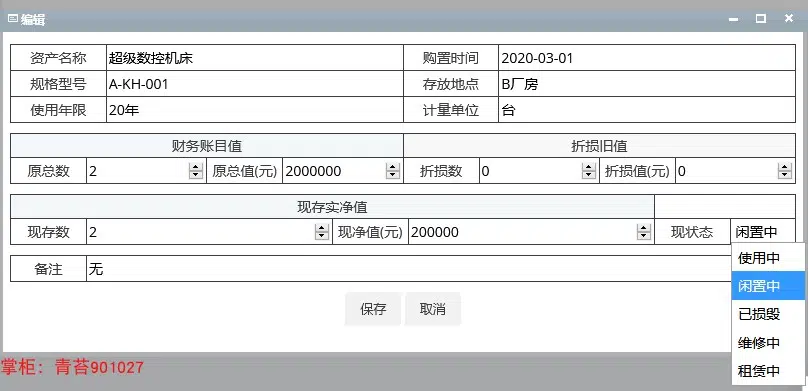 编辑
资产名称 超级数控机床 购置时间 2020-03-01
规格型号 A-KH-001 存放地点 B厂房
使用年限 20年 计量单位 台
财务账目值 折损旧值
原总数 2 原总值(元) 2000000 折损数 0 折损值(元) 0
现存实净值
现存数 2 现净值(元) 200000 现状态 闲置中
使用中
备注 无
闲置中
保存 取消
已损毁
维修中
租赁中
掌柜：青苔901027